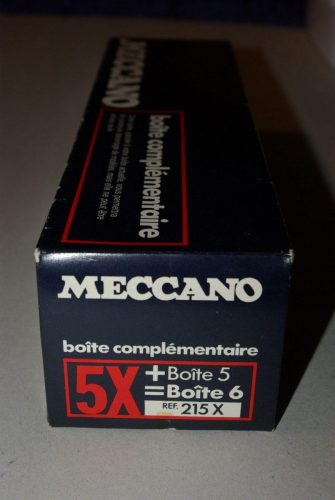 MECCANO
boîte complémentaire
MECCANO
boîte complémentaire
5X
+Boîte 5
=Boîte 6
REF. 215 X